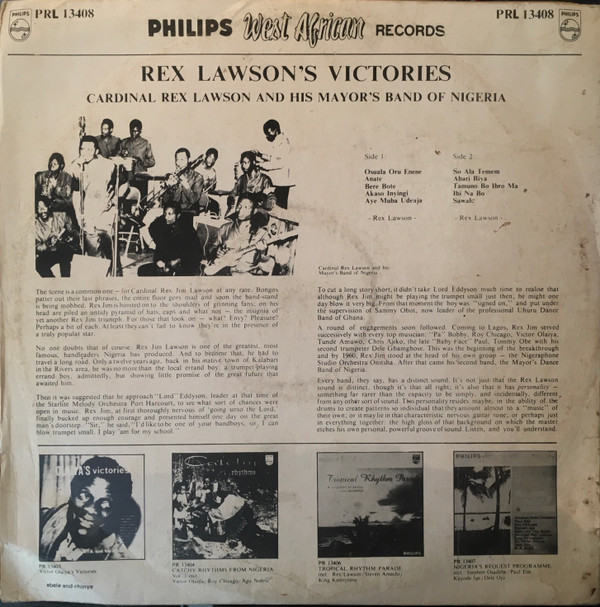 PRL 13408
PHILIPS West African RECORDS
PRL 13408
PHILIPS
PHILIPS
REX LAWSON'S VICTORIES
CARDINAL REX LAWSON AND HIS MAYOR'S BAND OF NIGERIA
Side 1
Osuala Oru Enene
Anate
Bere Bote
Akaso Inyingi
Aye Muba Udeaja
- Rex Lawson -
Side 2
So Ala Temem
Abari Biya
Tamuno Bo Ibro Ma
Ibi Na Bo
Sawale
- Rex Lawson -
Cardinal Rex Lawson and his
Mayor's Band of Nigeria
The scene is a common one - for Cardinal Rex Jim Lawson at any rate. Bongos
patter out their last phrases, the entire floor goes mad and soon the band-stand
is being mobbed. Rex Jim is hoisted on to the shoulders of grinning fans; on his
head are piled an untidy pyramid of hats, caps and what not - the insignia of
yet another Rex Jim triumph. For those that look on - what? Envy? Pleasure?
Perhaps a bit of each. At least they can't fail to know they're in the presence of
a truly popular star.
No one doubts that of course. Rex Jim Lawson is one of the greatest, most
famous, bandleaders Nigeria has produced. And to become that, he had to
travel a long road. Only a twelve years ago, back in his native town of Kalabari
in the Rivers area, he was no more than the local errand boy; a trumpet-playing
errand boy, admittedly, but showing little promise of the great future that
awaited him.
Then it was suggested that he approach "Lord" Eddyson, leader at that time of
the Starlite Melody Orchestra Port Harcourt, to see what sort of chances were
open in music. Rex Jim, at first thoroughly nervous of 'going unto the Lord,'
finally bucked up enough courage and presented himself one day on the great
man's doorstep. "Sir," he said, "I'd like to be one of your bandboys, sir. I can
blow trumpet small. I play 'am for my school."
To cut a long story short, it didn't take Lord Eddyson much time to realise that
although Rex Jim might be playing the trumpet small just then, he might one
day blow it very big. From that moment the boy was "signed on," and put under
the supervision of Sammy Obot, now leader of the professional Uhuru Dance
Band of Ghana.
A round of engagements soon followed. Coming to Lagos, Rex Jim served
successively with every top musician: "Pa" Bobby, Roy Chicago, Victor Olaiya,
Tunde Amuwo, Chris Ajiko, the late "Baby Face" Paul, Tommy Obe with his
second trumpeter Dele Gbangboye. This was the beginning of the breakthrough
and by 1960, Rex Jim stood at the head of his own group - the Nigeraphone
Studio Orchestra Onitsha. After that came his second band, the Mayor's Dance
Band of Nigeria.
Every band, they say, has a distinct sound. It's not just that the Rex Lawson
sound is distinct, though it's that all right; it's also that it has personality -
something far rarer than the capacity to be simply, and incidentally, different
from any other sort of sound. This personality resides maybe, in the ability of the
drums to create patterns so individual that they amount almost to a "music" of
their own; or it may lie in that characteristic nervous guitar tone; or perhaps just
in everything together: the high gloss of that background on which the master
etches his own personal, powerful groove of sound. Listen, and you'll understand.
victories
rhythms
Tropical Rhythm Parade
PHILIPS
PR 13403
Victor Olaiya's Victories
ebele and chenye
PR 13404
CATCHY RHYTHMS FROM NIGERIA
PR 13406
TROPICAL RHYTHM PARADE
PR 13407
NIGERIA'S REQUEST PROGRAMME